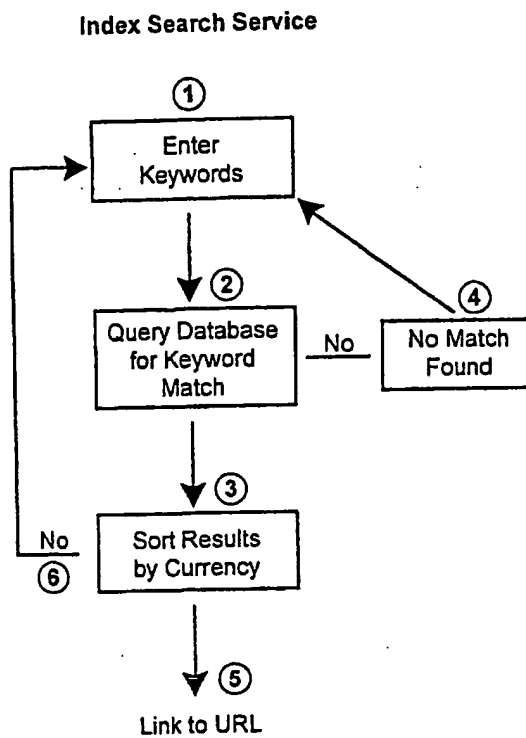 Index Search Service
1
Enter
Keywords
2
Query Database
for Keyword
Match
No
4
No Match
Found
3
Sort Results
by Currency
No
6
5
Link to URL